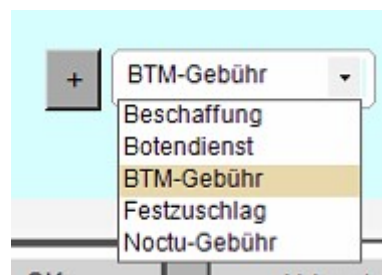 + BTM-Gebühr
Beschaffung
Botendienst
BTM-Gebühr
Festzuschlag
Noctu-Gebühr